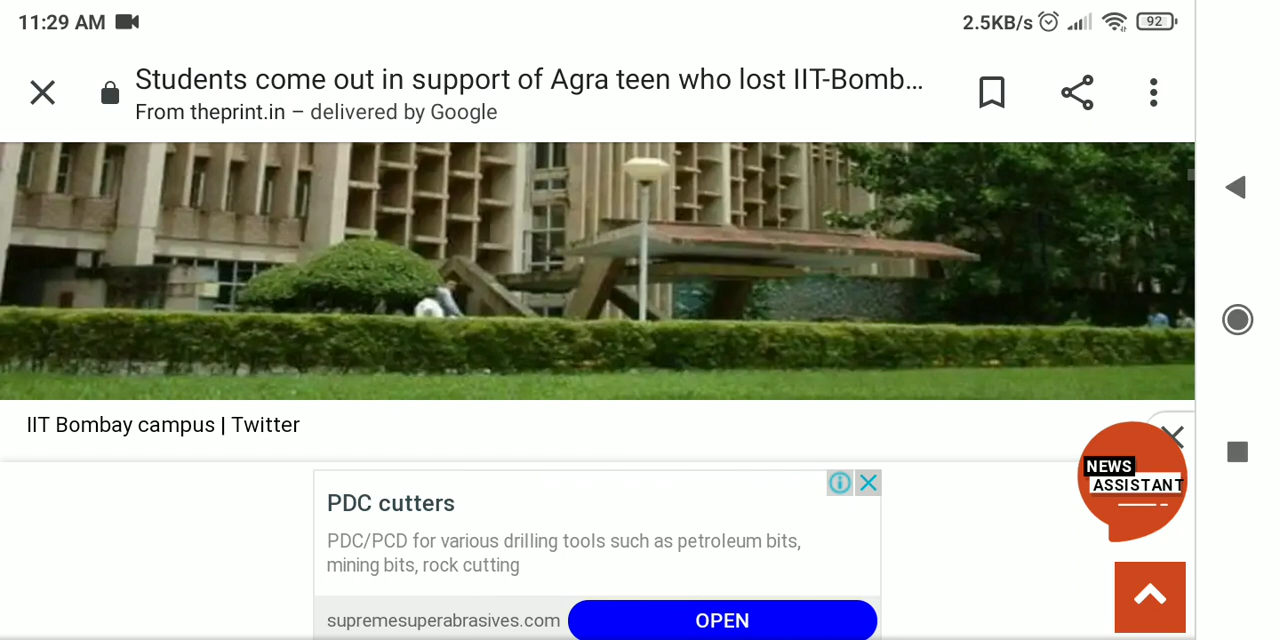 11:29 AM 2.5KB/s 92
Students come out in support of Agra teen who lost IIT-Bomb...
From theprint.in – delivered by Google
IIT Bombay campus | Twitter
NEWS
ASSISTANT
PDC cutters
PDC/PCD for various drilling tools such as petroleum bits,
mining bits, rock cutting
supremesuperabrasives.com OPEN